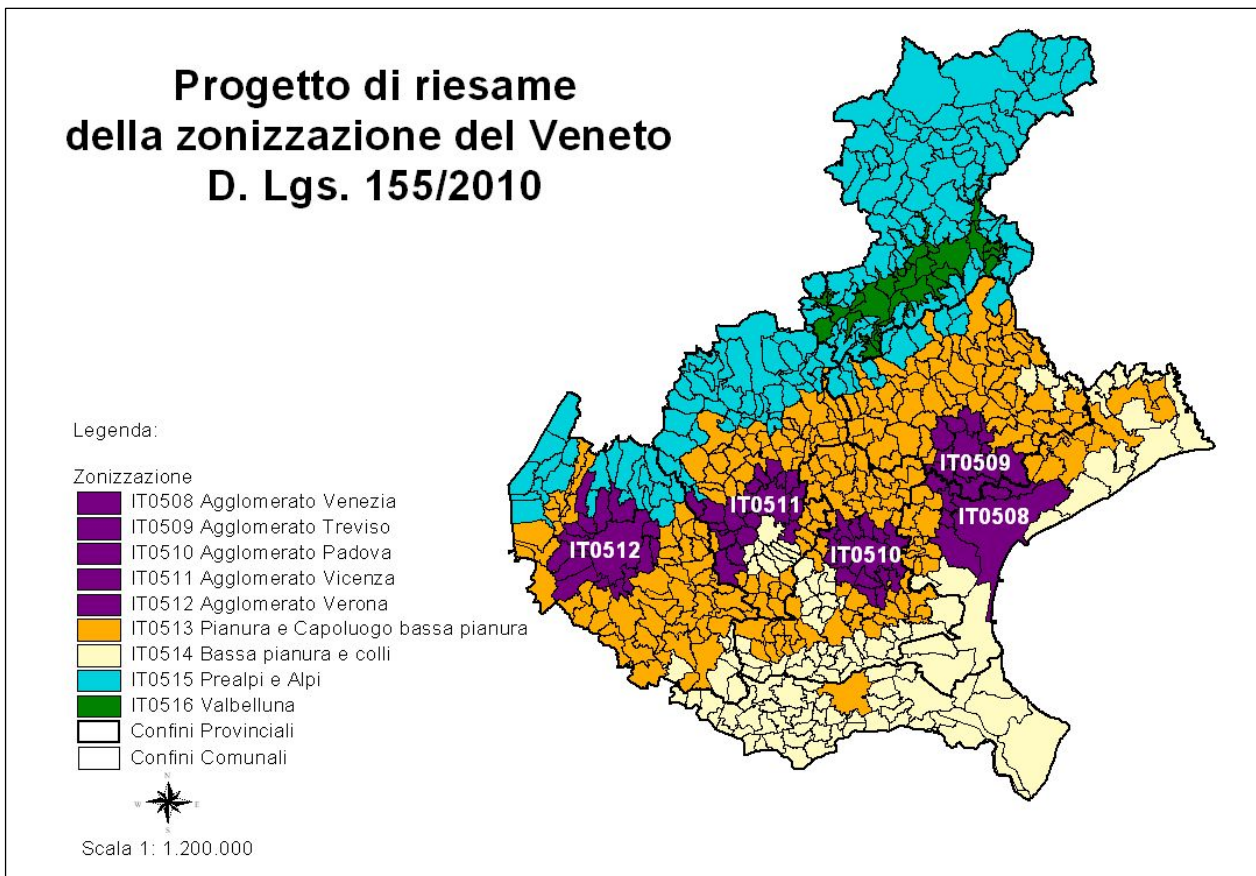 Progetto di riesame
della zonizzazione del Veneto
D. Lgs. 155/2010
IT0509
IT0511
IT0508
IT0512
IT0510
Legenda:
Zonizzazione
IT0508 Agglomerato Venezia
IT0509 Agglomerato Treviso
IT0510 Agglomerato Padova
IT0511 Agglomerato Vicenza
IT0512 Agglomerato Verona
IT0513 Pianura e Capoluogo bassa pianura
IT0514 Bassa pianura e colli
IT0515 Prealpi e Alpi
IT0516 Valbelluna
Confini Provinciali
Confini Comunali
N
W E
S
Scala 1: 1.200.000